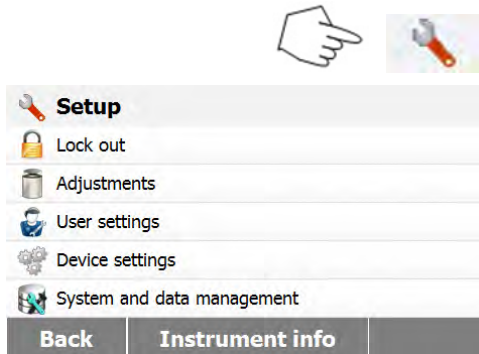 Setup
Lock out
Adjustments
User settings
Device settings
System and data management
Back Instrument info